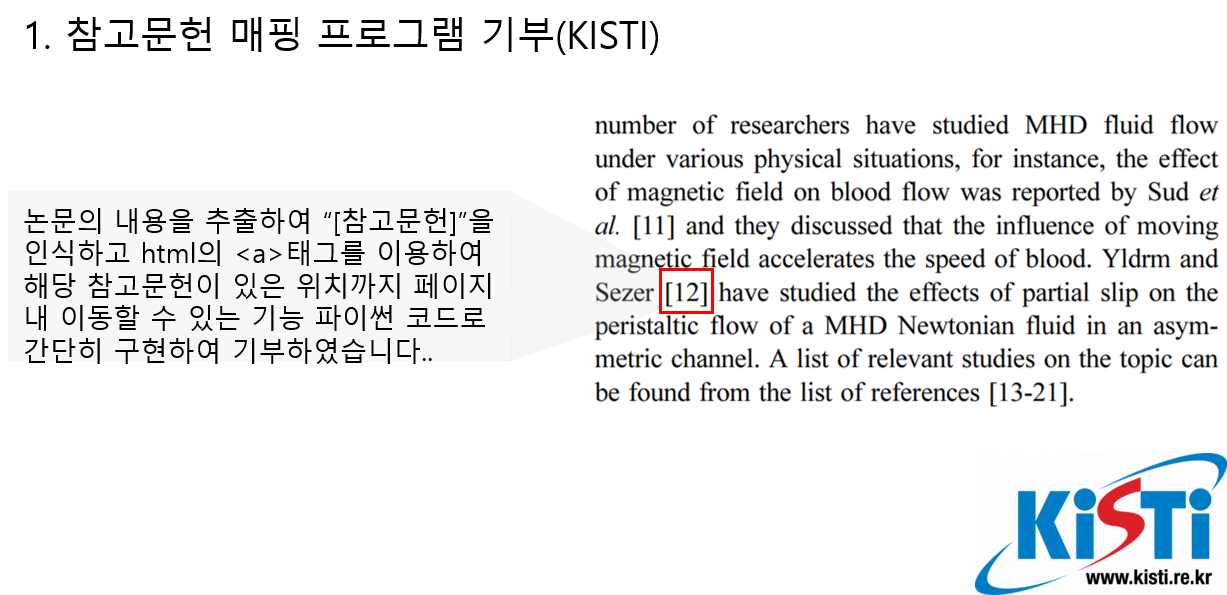 1. 참고문헌 매핑 프로그램 기부(KISTI)
논문의 내용을 추출하여 “[참고문헌]”을
인식하고 html의 <a>태그를 이용하여
해당 참고문헌이 있은 위치까지 페이지
내 이동할 수 있는 기능 파이썬 코드로
간단히 구현하여 기부하였습니다..
number of researchers have studied MHD fluid flow
under various physical situations, for instance, the effect
of magnetic field on blood flow was reported by Sud et
al. [11] and they discussed that the influence of moving
magnetic field accelerates the speed of blood. Yldrm and
Sezer [12] have studied the effects of partial slip on the
peristaltic flow of a MHD Newtonian fluid in an asym-
metric channel. A list of relevant studies on the topic can
be found from the list of references [13-21].
KiSTi
www.kisti.re.kr